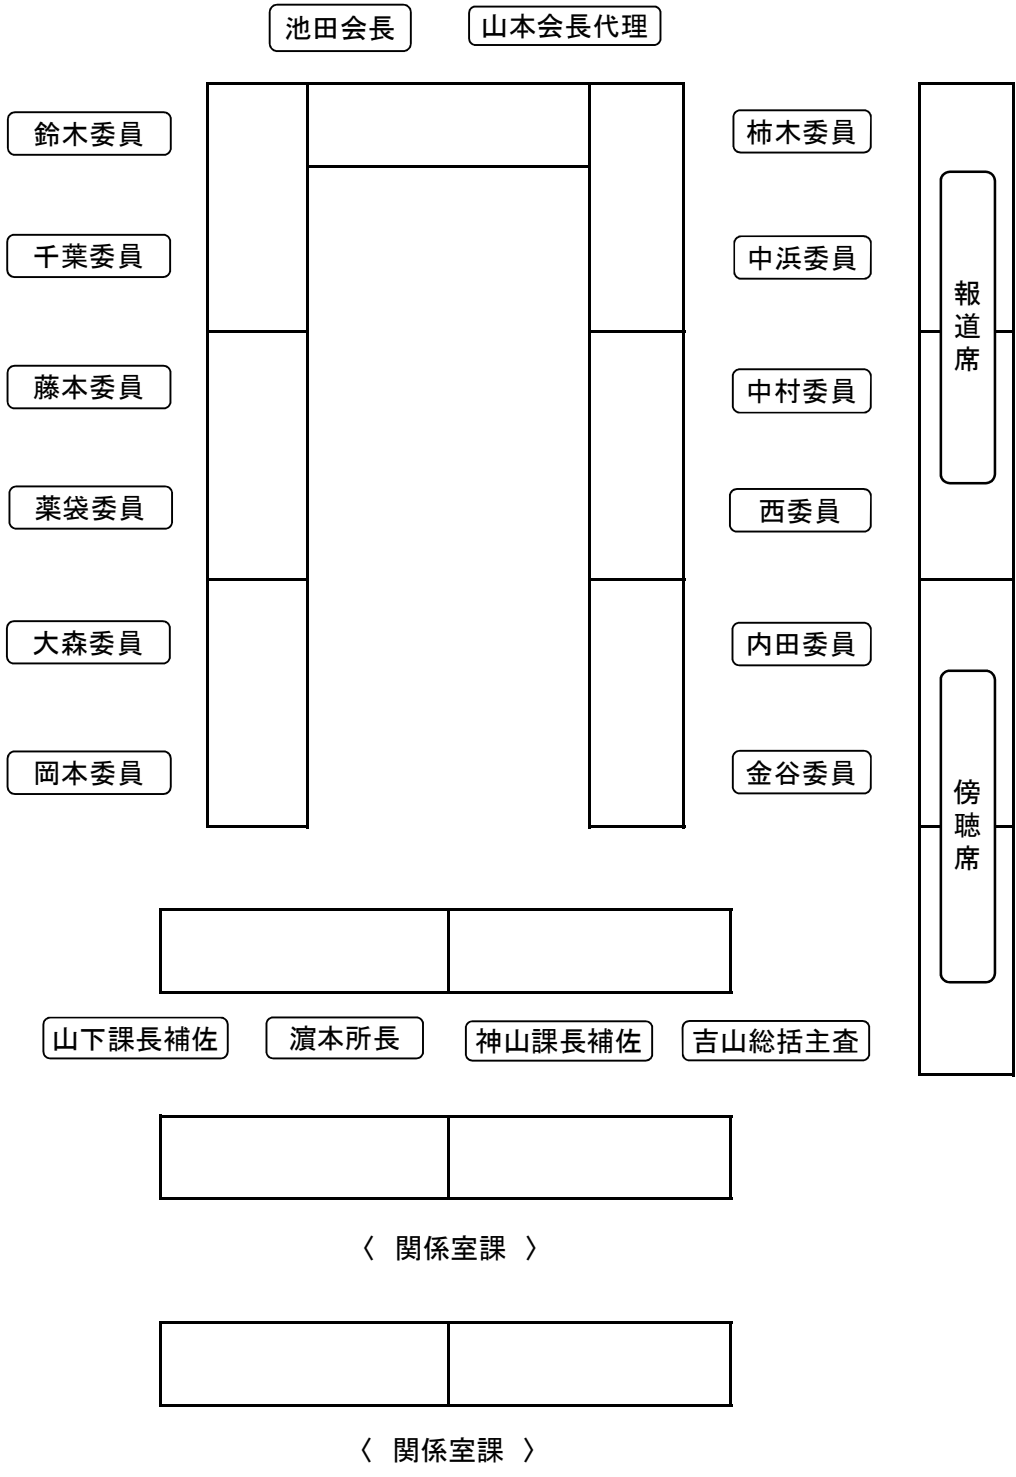 池田会長
山本会長代理
鈴木委員
柿木委員
千葉委員
中浜委員
報道席
藤本委員
中村委員
薬袋委員
西委員
大森委員
内田委員
岡本委員
金谷委員
傍聴席
山下課長補佐
濵本所長
神山課長補佐
吉山総括主査
〈 関係室課 〉
〈 関係室課 〉